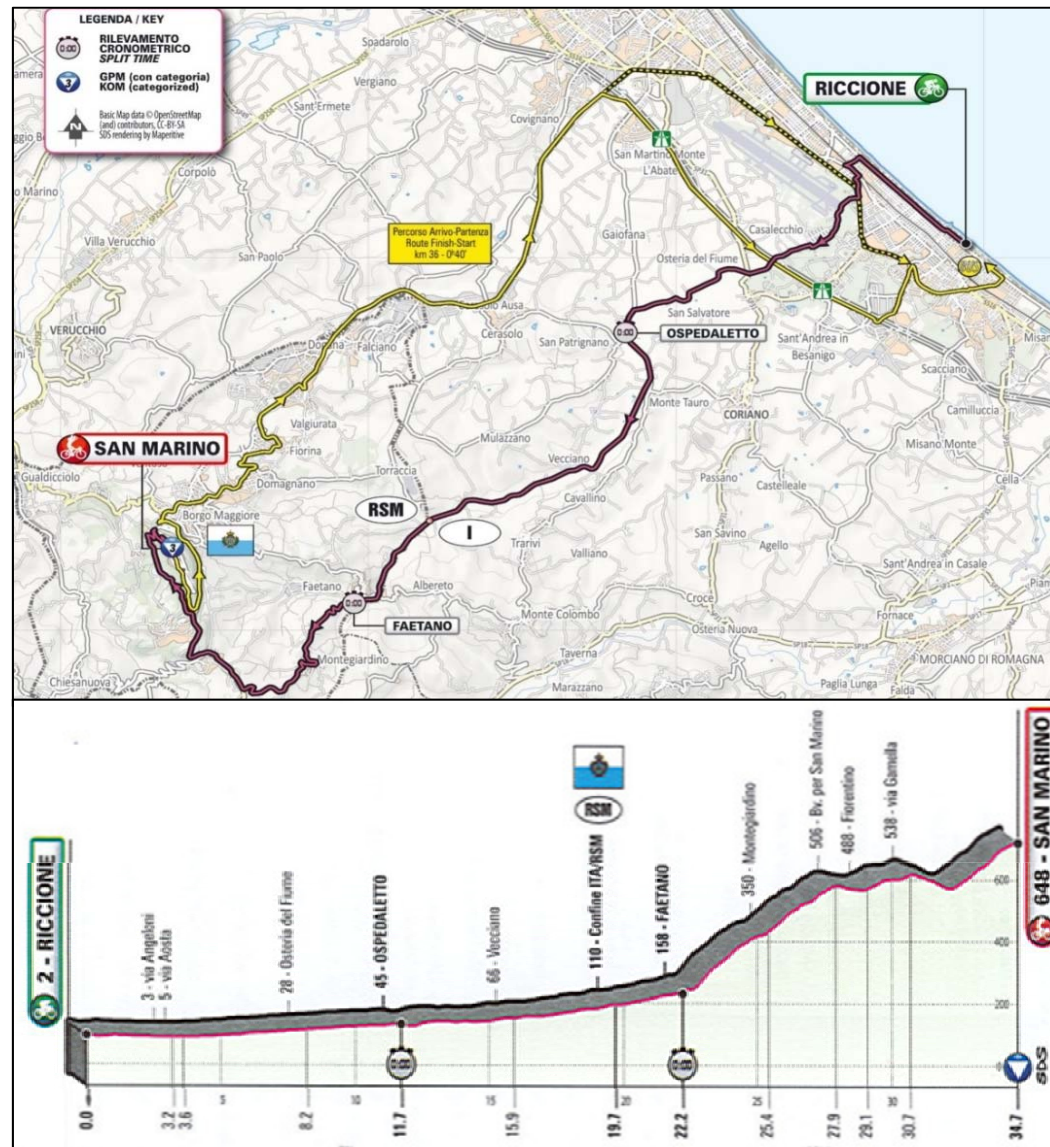 LEGENDA / KEY
0:00
RILEVAMENTO
CRONOMETRICO
SPLIT TIME
3
GPM (con categoria)
KOM (categorized)
N
Basic Map data © OpenStreetMap
(and) contributors, CC-BY-SA
SDS rendering by Maperitive
Spadarolo
Vergiano
Sant'Ermete
Covignano
Corpolò
San Martino Monte
L'Abate
RICCIONE
Villa Verucchio
San Paolo
Percorso Arrivo-Partenza
Route Finish-Start
km 36 - 0h40'
Gaiofana
Casalecchio
Osteria del Fiume
VERUCCHIO
Cerasolo
Falciano
San Patrignano
0:00
OSPEDALETTO
San Salvatore
Sant'Andrea in
Besanigo
Scacciano
Monte Tauro
CORIANO
Camilluccia
Misano Monte
Cella
SAN MARINO
Valgiurata
Fiorina
Mulazzano
Vecciano
Gualdicciolo
Domagnano
Torraccia
Cavallino
Passano
Castelleale
Borgo Maggiore
RSM
I
3
Trarivi
Valliano
San Savino
Agello
Sant'Andrea in Casale
Faetano
0:00
Albereto
FAETANO
Monte Colombo
Croce
Osteria Nuova
Fornace
Montegiardino
Taverna
MORCIANO DI ROMAGNA
Chiesanuova
Marazzano
Paglia Lunga
Falda
2 - RICCIONE
3 - via Angeloni
5 - via Aosta
28 - Osteria del Fiume
45 - OSPEDALETTO
66 - Vecciano
RSM
110 - Confine ITA/RSM
158 - FAETANO
350 - Montegiardino
506 - Bv. per San Marino
488 - Fiorentino
538 - via Gamella
648 - SAN MARINO
600
400
200
0
SDS
5
10
15
20
25
30
0.0
3.2
3.6
8.2
11.7
15.9
19.7
22.2
25.4
27.9
29.1
30.7
34.7